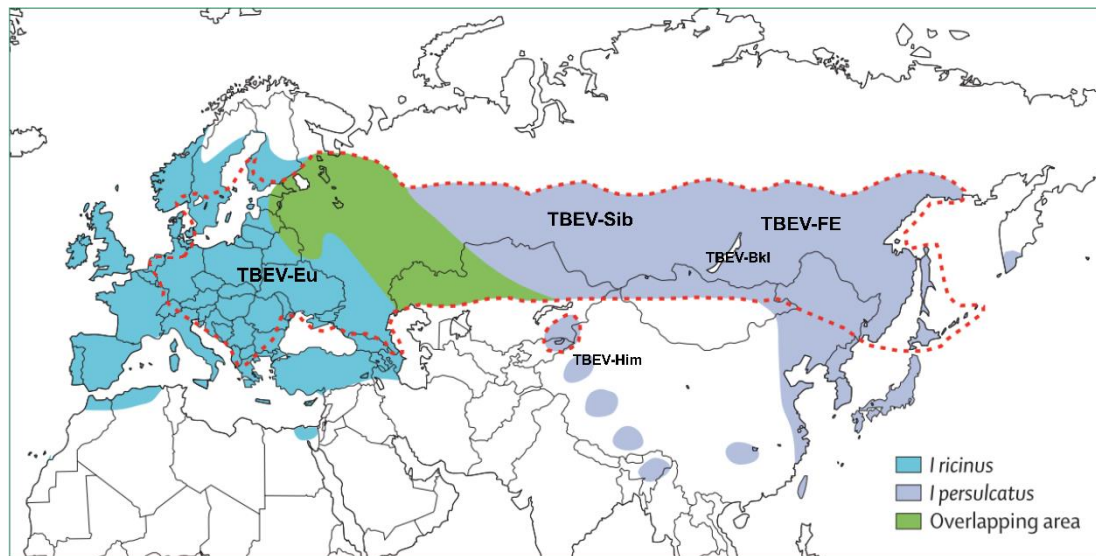 TBEV-Sib
TBEV-FE
TBEV-Bkl
TBEV-Eu
TBEV-Him
I ricinus
I persulcatus
Overlapping area